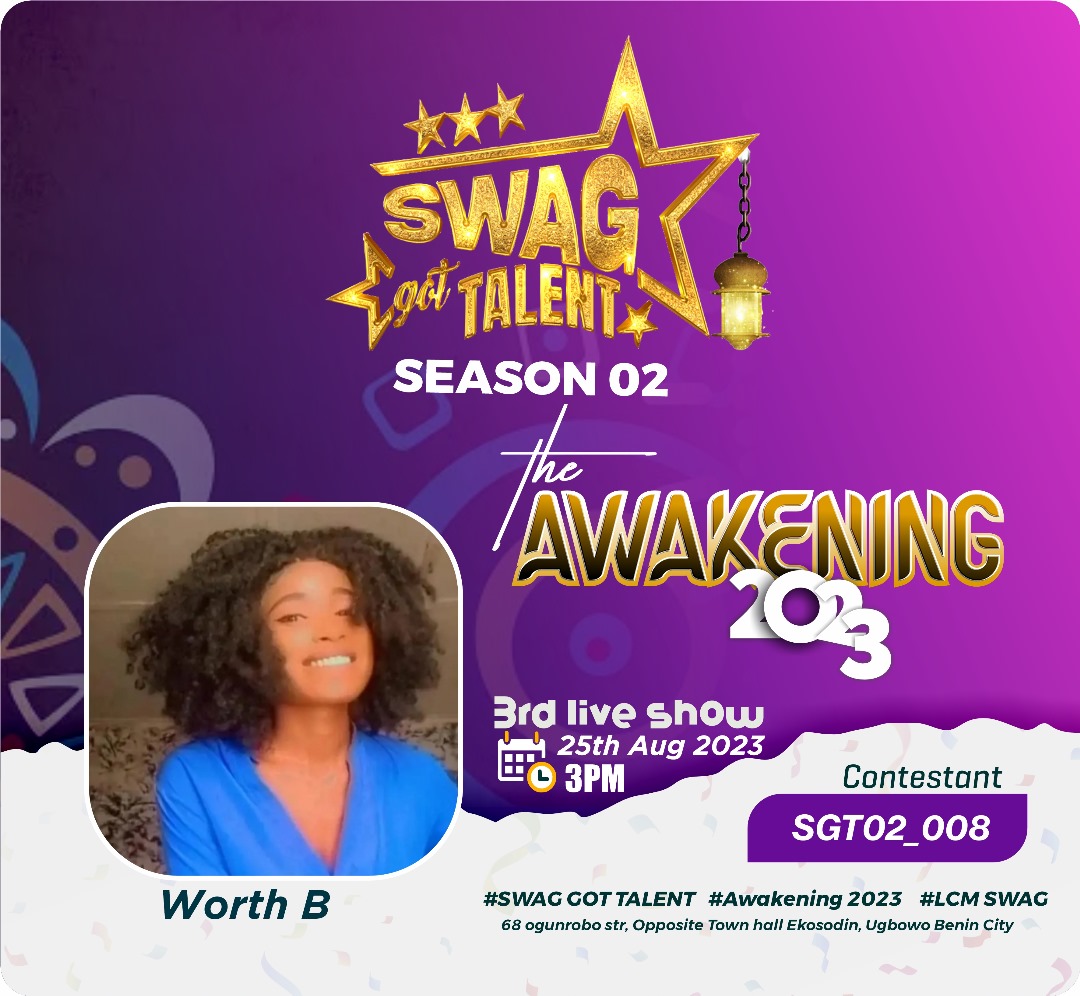 SWAG
got TALENT
SEASON 02
the
AWAKENING
2023
3rd live show
25th Aug 2023
3PM
Contestant
SGT02_008
Worth B
#SWAG GOT TALENT #Awakening 2023 #LCM SWAG
68 ogunrobo str, Opposite Town hall Ekosodin, Ugbowo Benin City